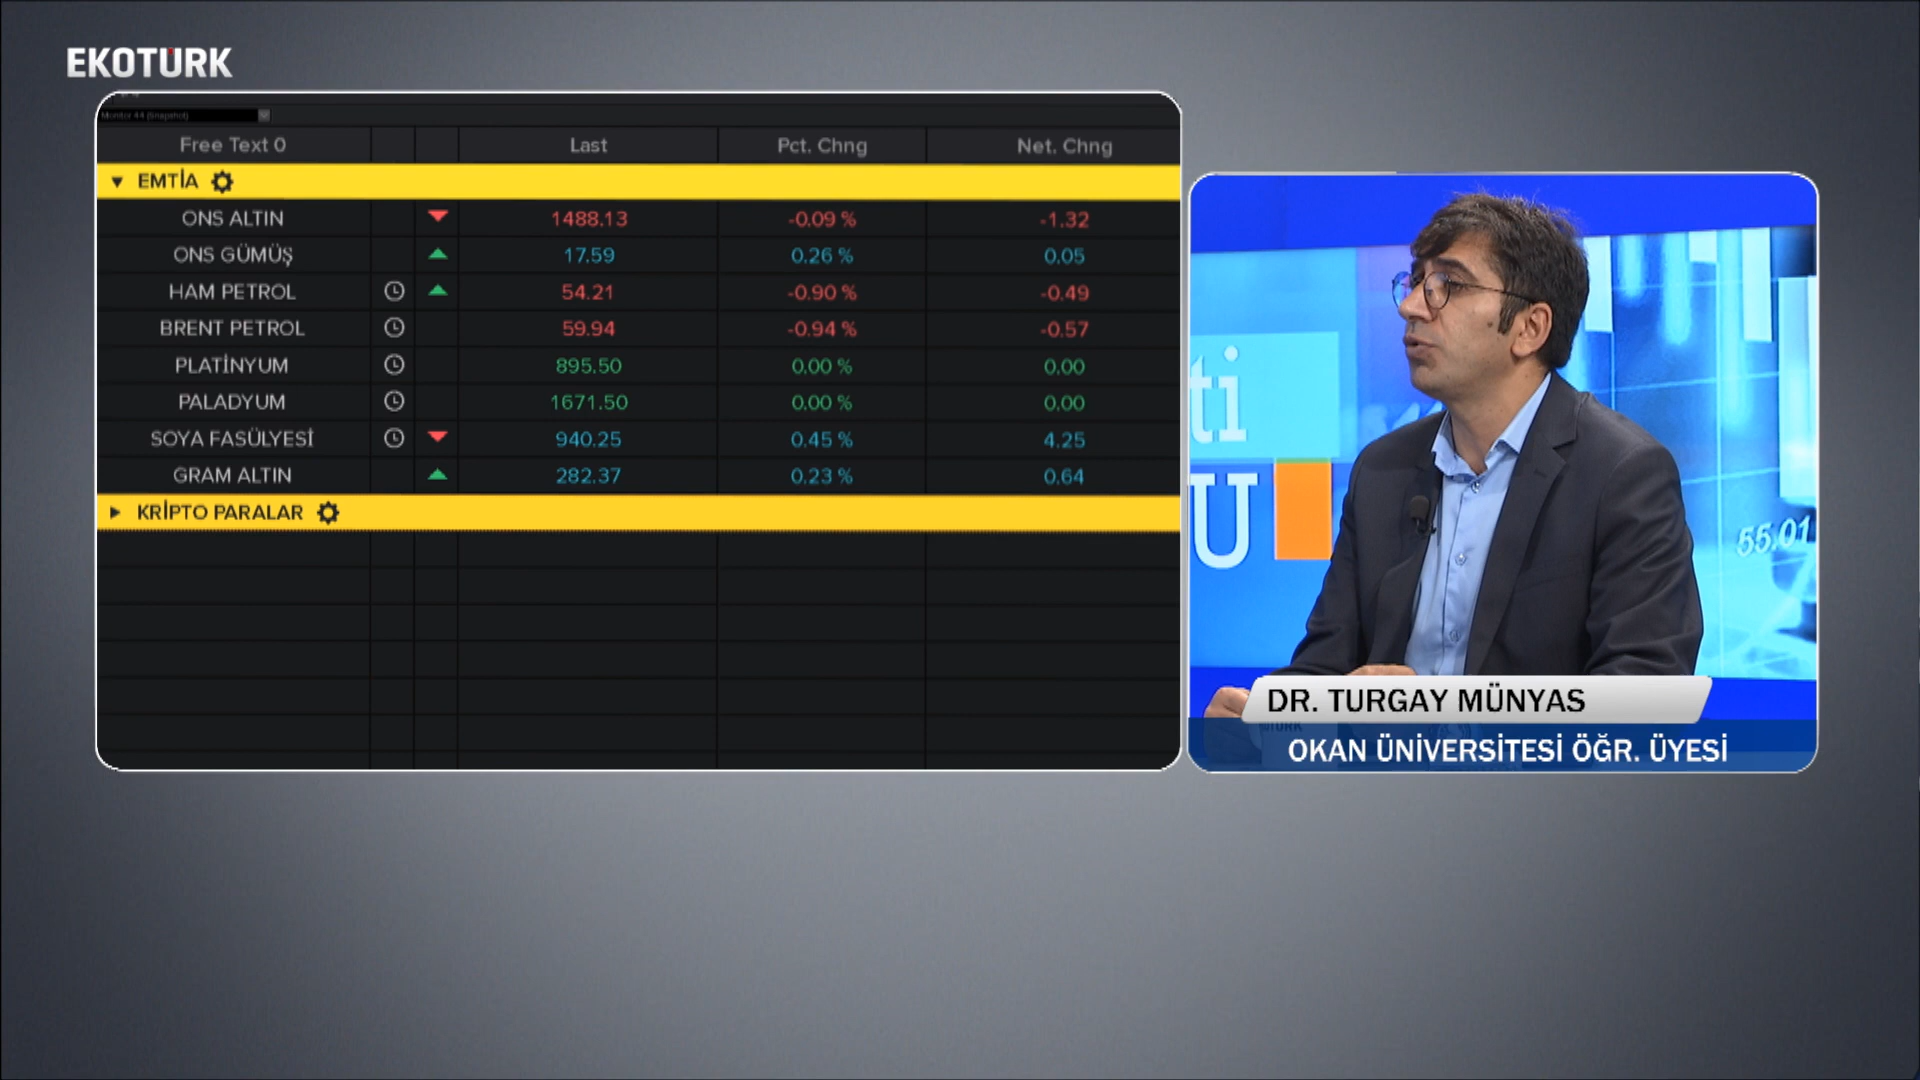 EKOTÜRK
Monitor 44 (Snapshot)
Free Text 0 Last Pct. Chng Net. Chng
EMTİA
ONS ALTIN 1488.13 -0.09 % -1.32
ONS GÜMÜŞ 17.59 0.26 % 0.05
HAM PETROL 54.21 -0.90 % -0.49
BRENT PETROL 59.94 -0.94 % -0.57
PLATİNYUM 895.50 0.00 % 0.00
PALADYUM 1671.50 0.00 % 0.00
SOYA FASÜLYESİ 940.25 0.45 % 4.25
GRAM ALTIN 282.37 0.23 % 0.64
KRİPTO PARALAR
ti
U
55.01
DR. TURGAY MÜNYAS
OKAN ÜNİVERSİTESİ ÖĞR. ÜYESİ